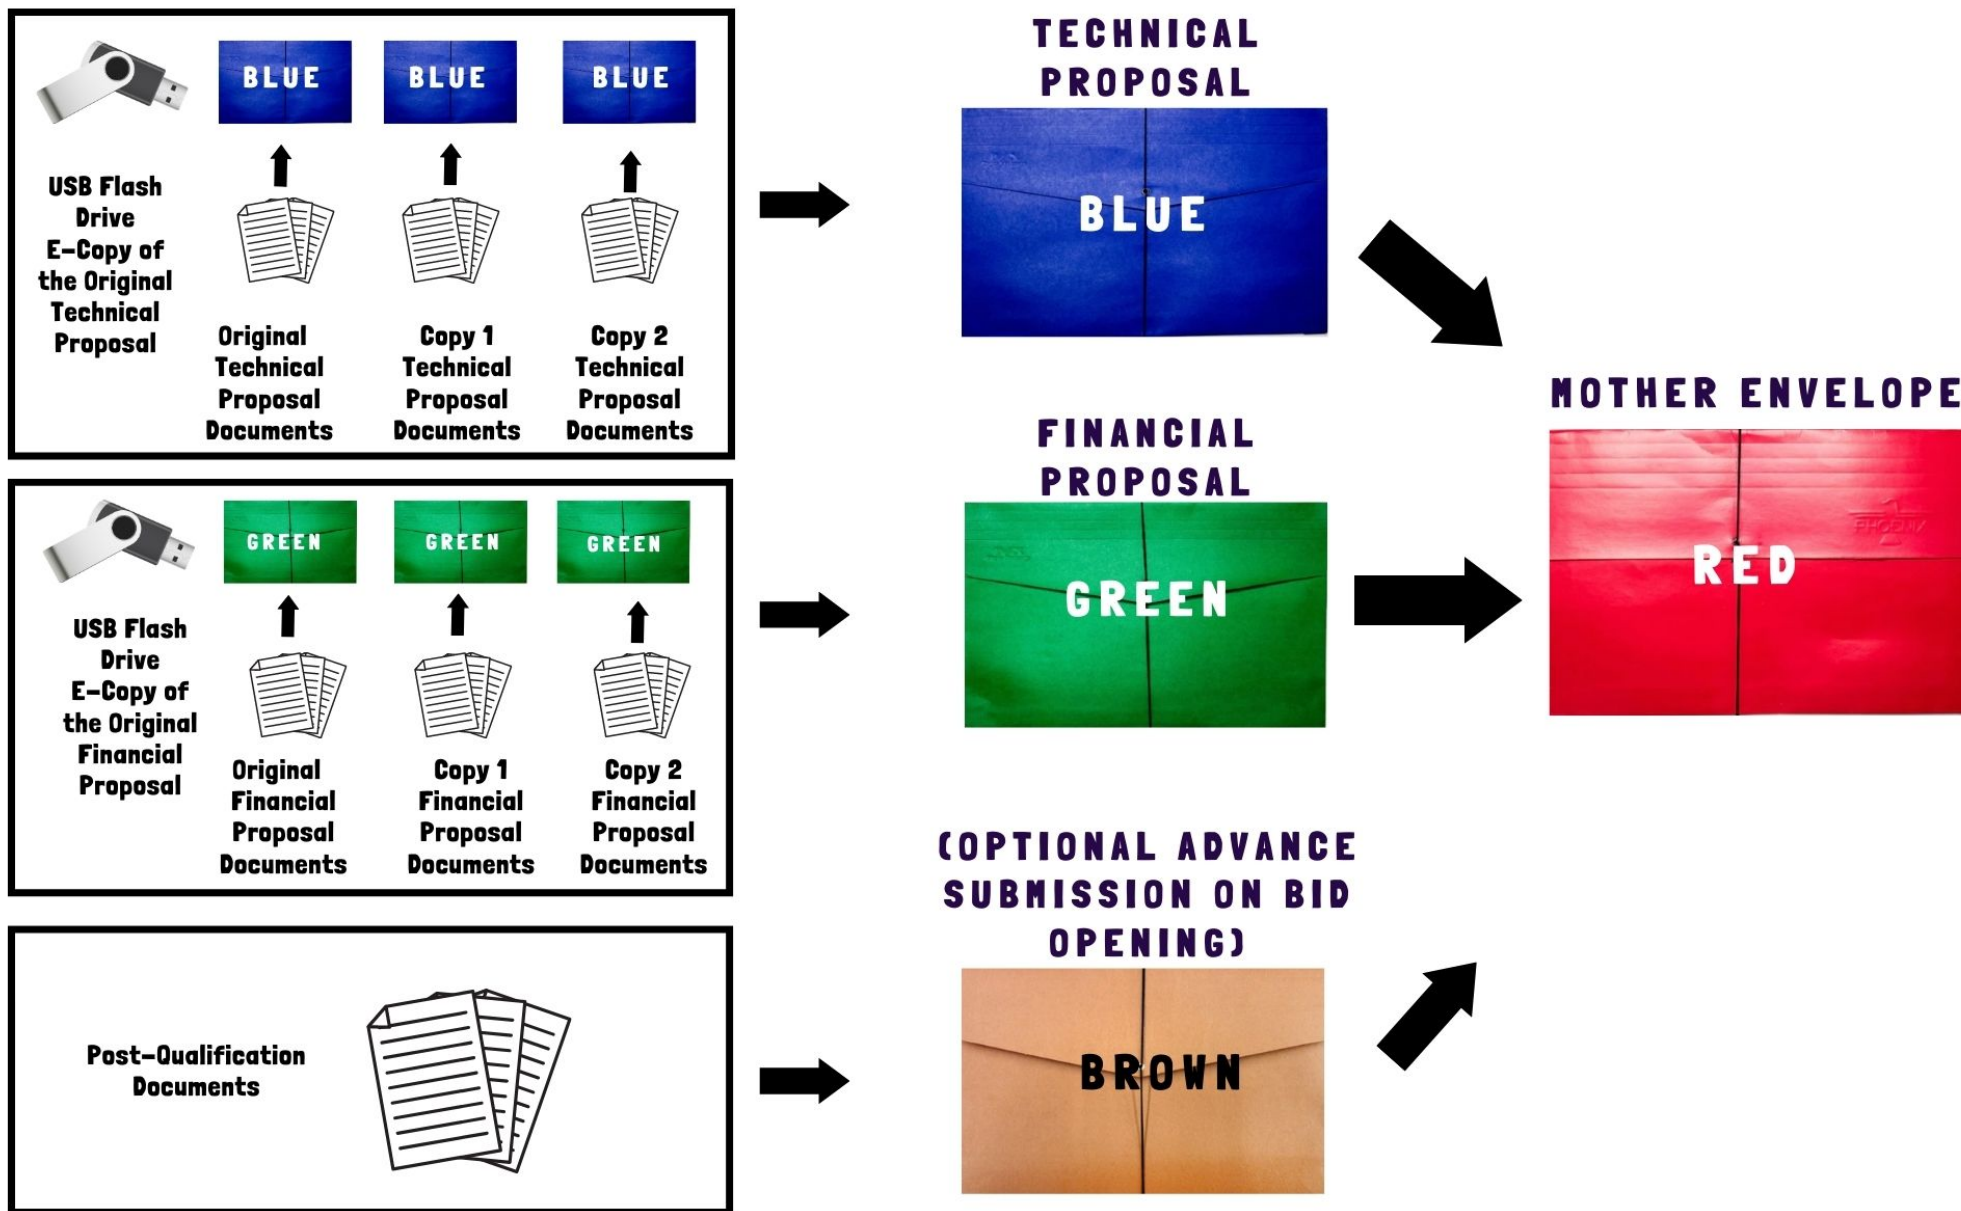 BLUE
BLUE
BLUE
USB Flash
Drive
E-Copy of
the Original
Technical
Proposal
Original
Technical
Proposal
Documents
Copy 1
Technical
Proposal
Documents
Copy 2
Technical
Proposal
Documents
TECHNICAL
PROPOSAL
BLUE
GREEN
GREEN
GREEN
USB Flash
Drive
E-Copy of
the Original
Financial
Proposal
Original
Financial
Proposal
Documents
Copy 1
Financial
Proposal
Documents
Copy 2
Financial
Proposal
Documents
FINANCIAL
PROPOSAL
GREEN
MOTHER ENVELOPE
PHOENIX
RED
Post-Qualification
Documents
(OPTIONAL ADVANCE
SUBMISSION ON BID
OPENING)
BROWN